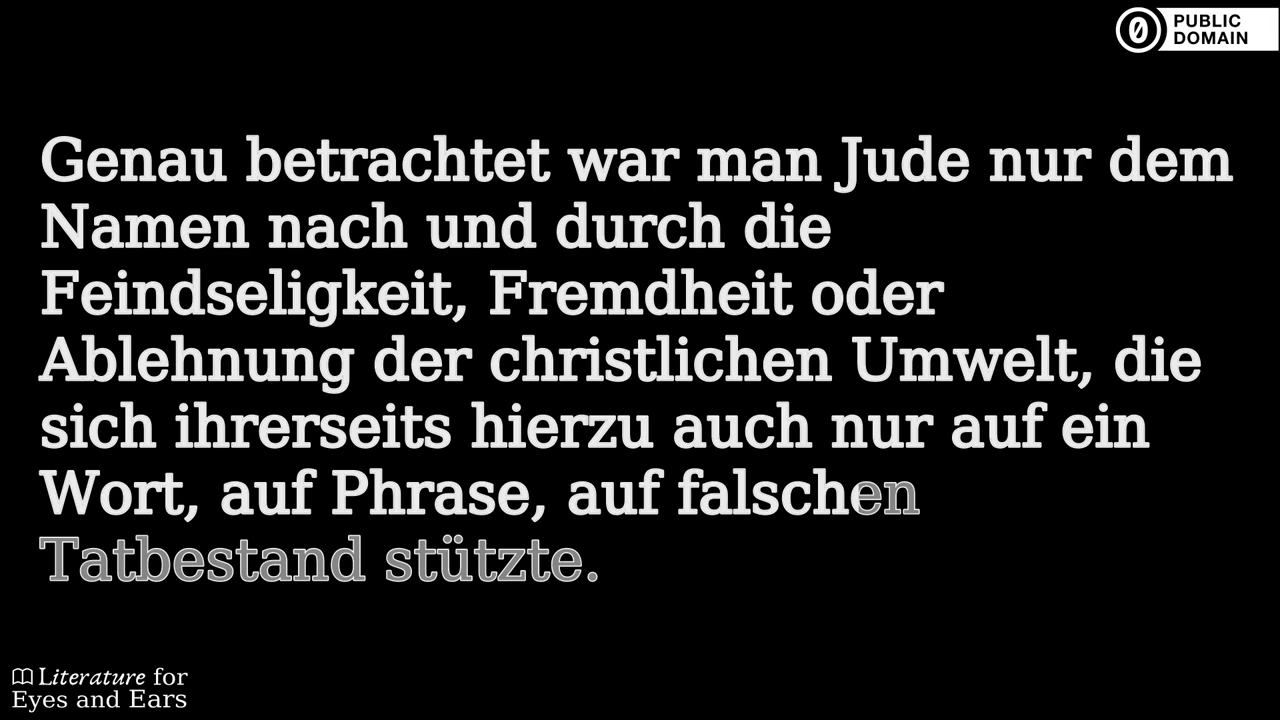 PUBLIC
DOMAIN
Genau betrachtet war man Jude nur dem
Namen nach und durch die
Feindseligkeit, Fremdheit oder
Ablehnung der christlichen Umwelt, die
sich ihrerseits hierzu auch nur auf ein
Wort, auf Phrase, auf falschen
Tatbestand stützte.
Literature for
Eyes and Ears